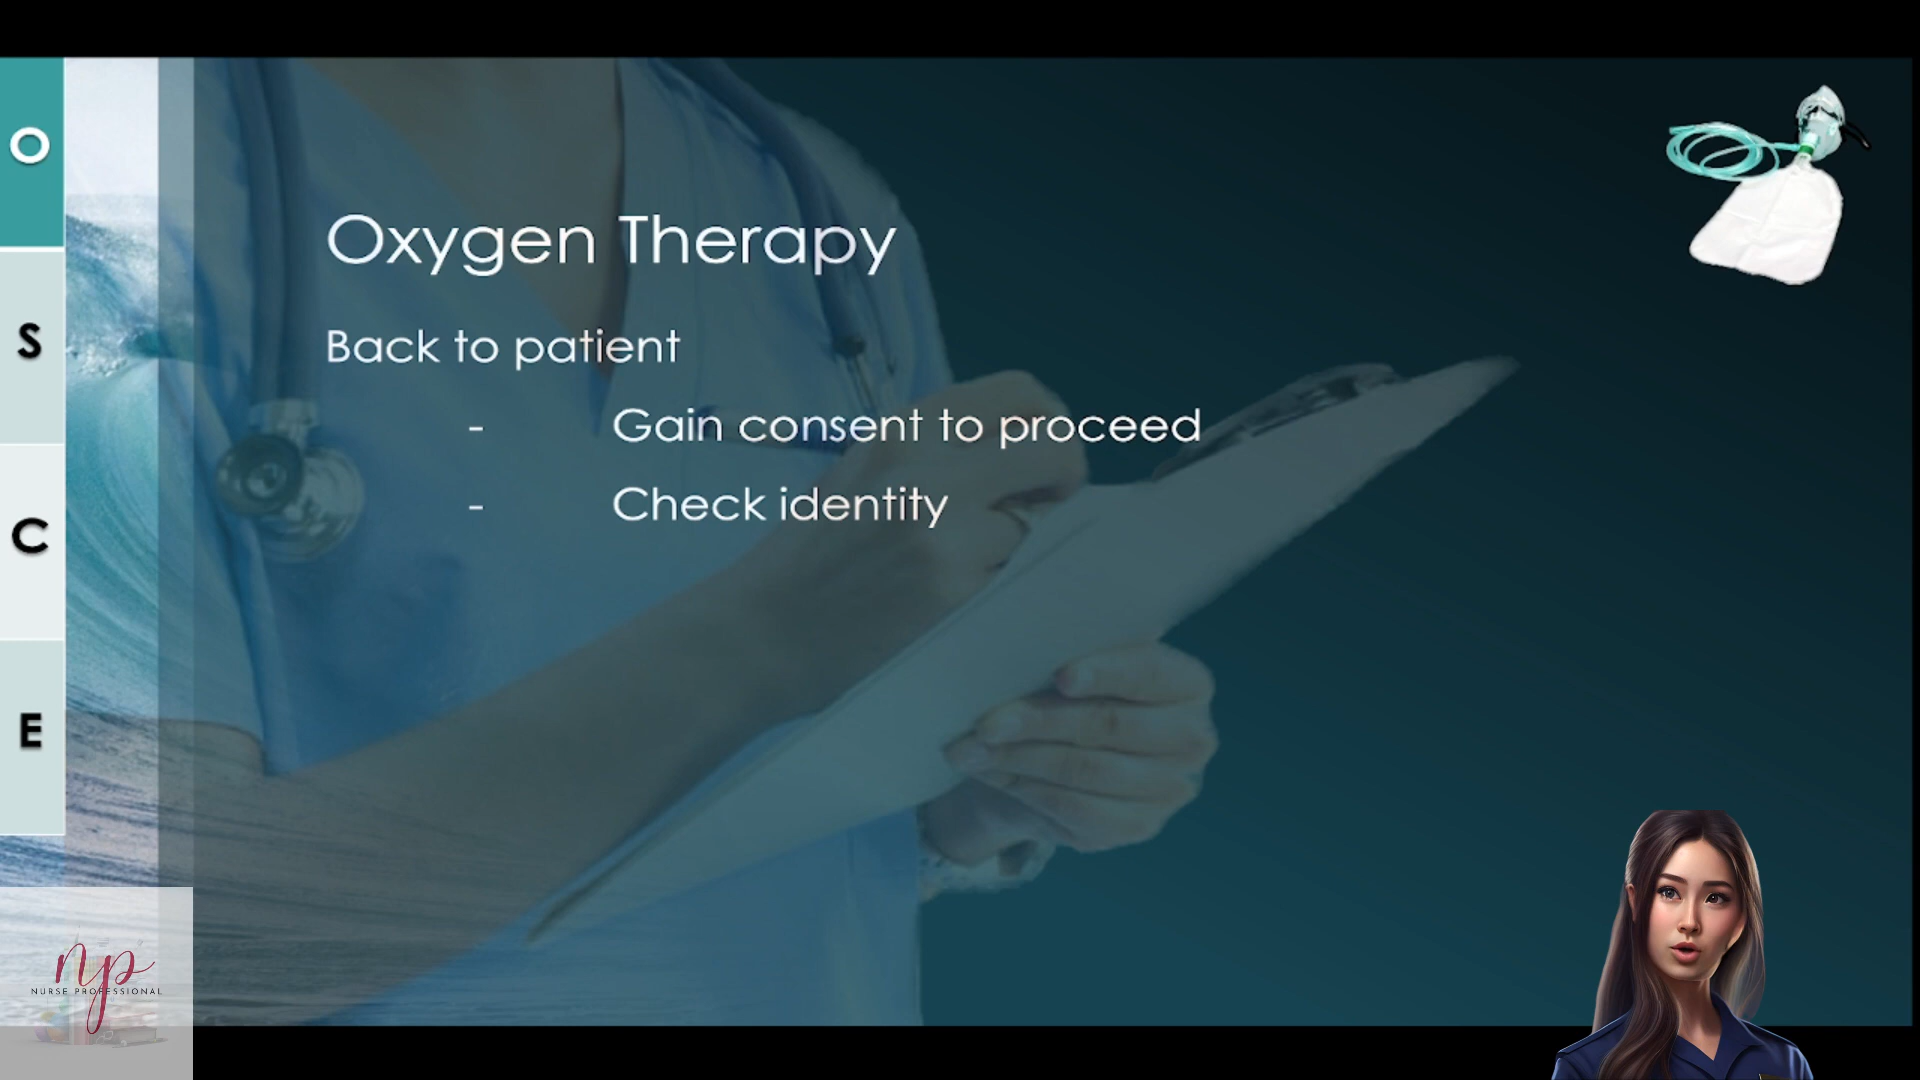 O
S
C
E
Oxygen Therapy
Back to patient
- Gain consent to proceed
- Check identity
np
NURSE PROFESSIONAL